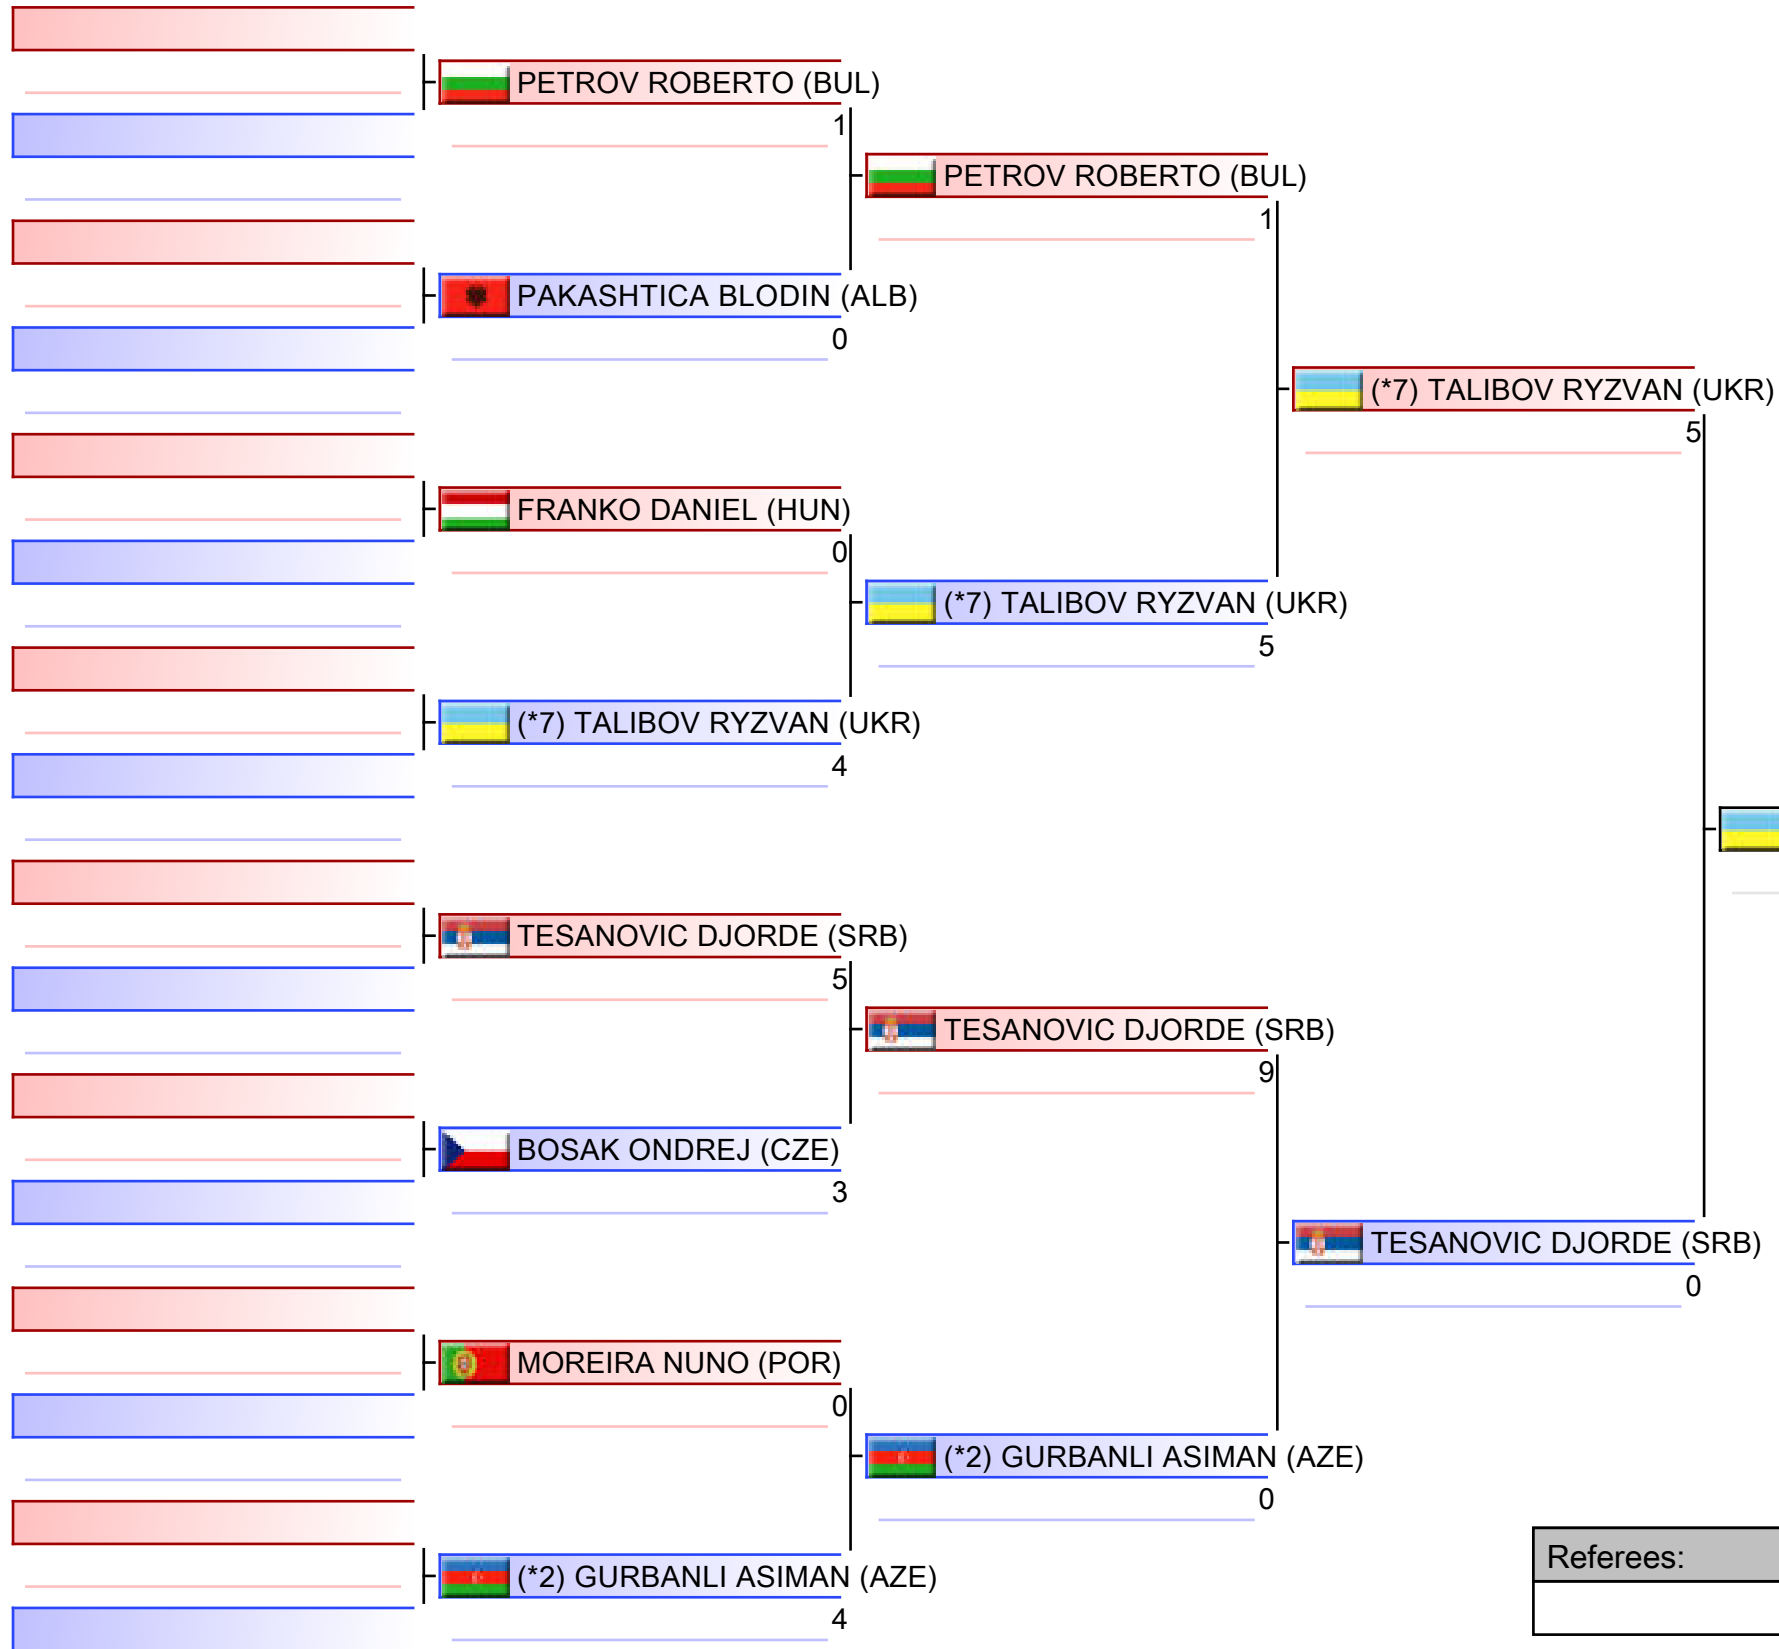 PETROV ROBERTO (BUL)
1
PETROV ROBERTO (BUL)
1
PAKASHTICA BLODIN (ALB)
0
(*7) TALIBOV RYZVAN (UKR)
5
FRANKO DANIEL (HUN)
0
(*7) TALIBOV RYZVAN (UKR)
5
(*7) TALIBOV RYZVAN (UKR)
4
TESANOVIC DJORDE (SRB)
5
TESANOVIC DJORDE (SRB)
9
BOSAK ONDREJ (CZE)
3
TESANOVIC DJORDE (SRB)
0
MOREIRA NUNO (POR)
0
(*2) GURBANLI ASIMAN (AZE)
0
(*2) GURBANLI ASIMAN (AZE)
4
Referees: